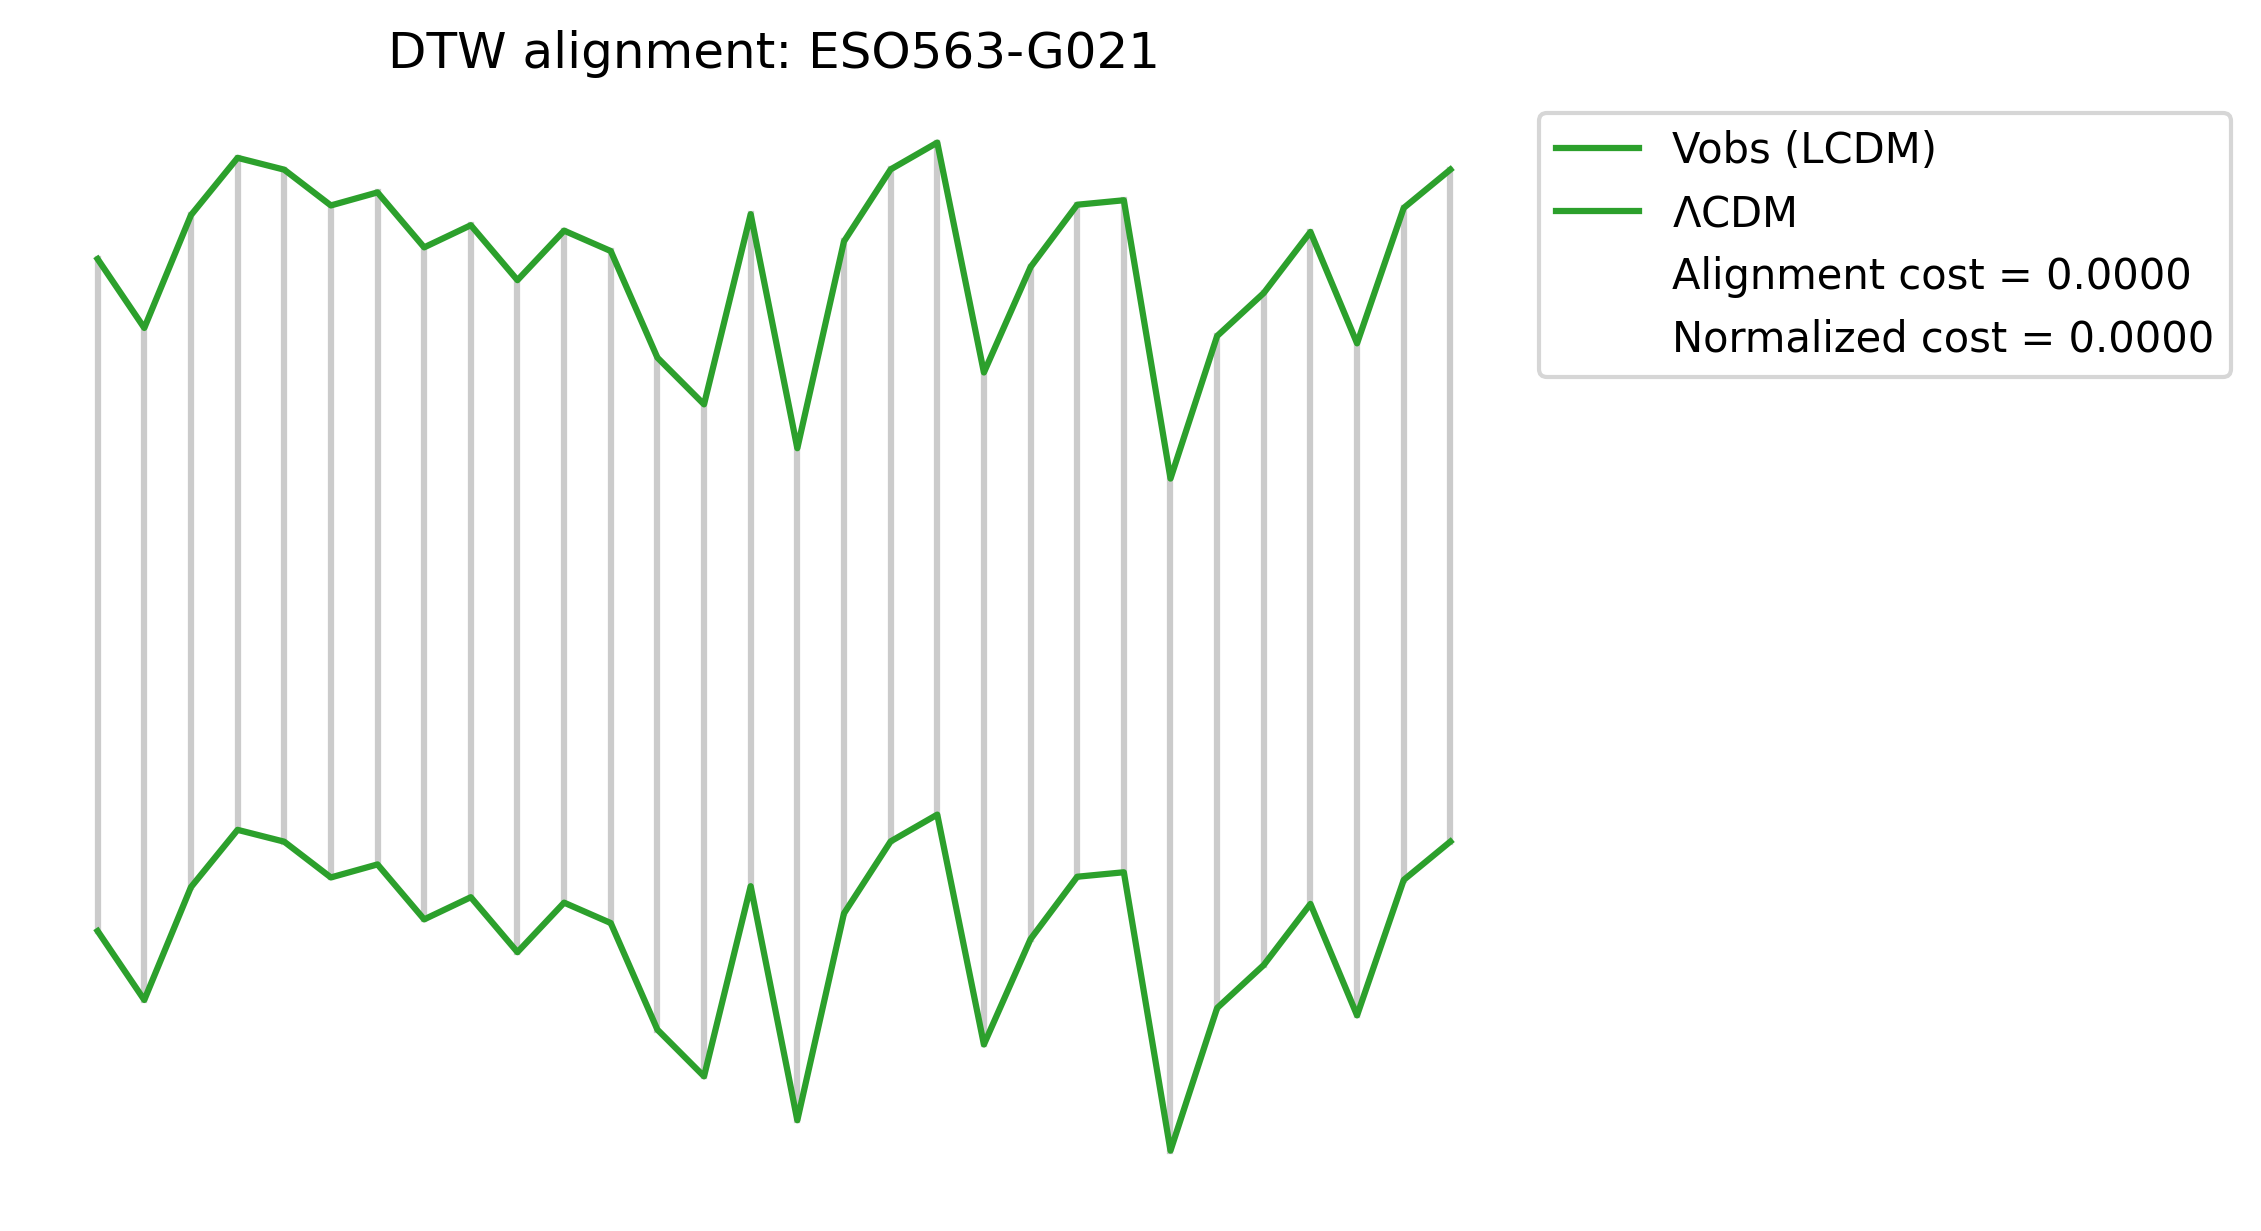 DTW alignment: ESO563-G021
Vobs (LCDM)
ΛCDM
Alignment cost = 0.0000
Normalized cost = 0.0000